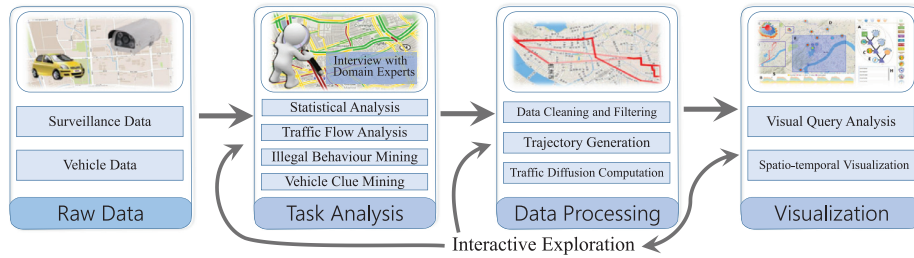 Surveillance Data
Vehicle Data
Raw Data
Interview with
Domain Experts
Statistical Analysis
Traffic Flow Analysis
Illegal Behaviour Mining
Vehicle Clue Mining
Task Analysis
Data Cleaning and Filtering
Trajectory Generation
Traffic Diffusion Computation
Data Processing
Visual Query Analysis
Spatio-temporal Visualization
Visualization
Interactive Exploration